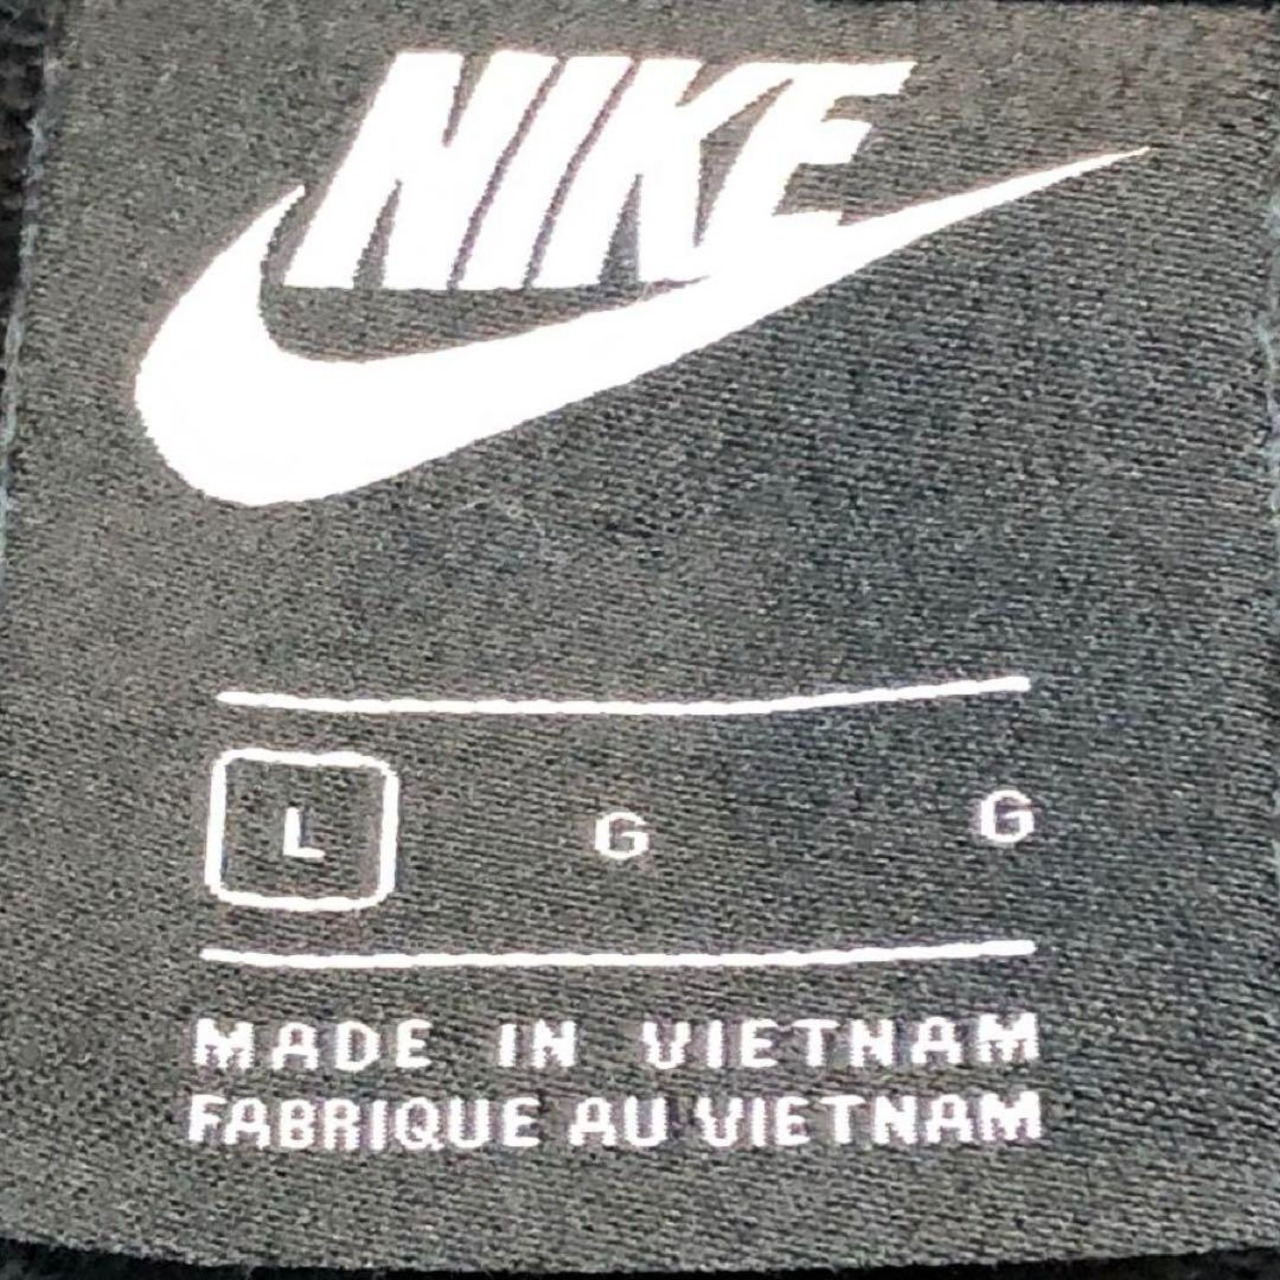 NIKE
L G G
MADE IN VIETNAM
FABRIQUE AU VIETNAM